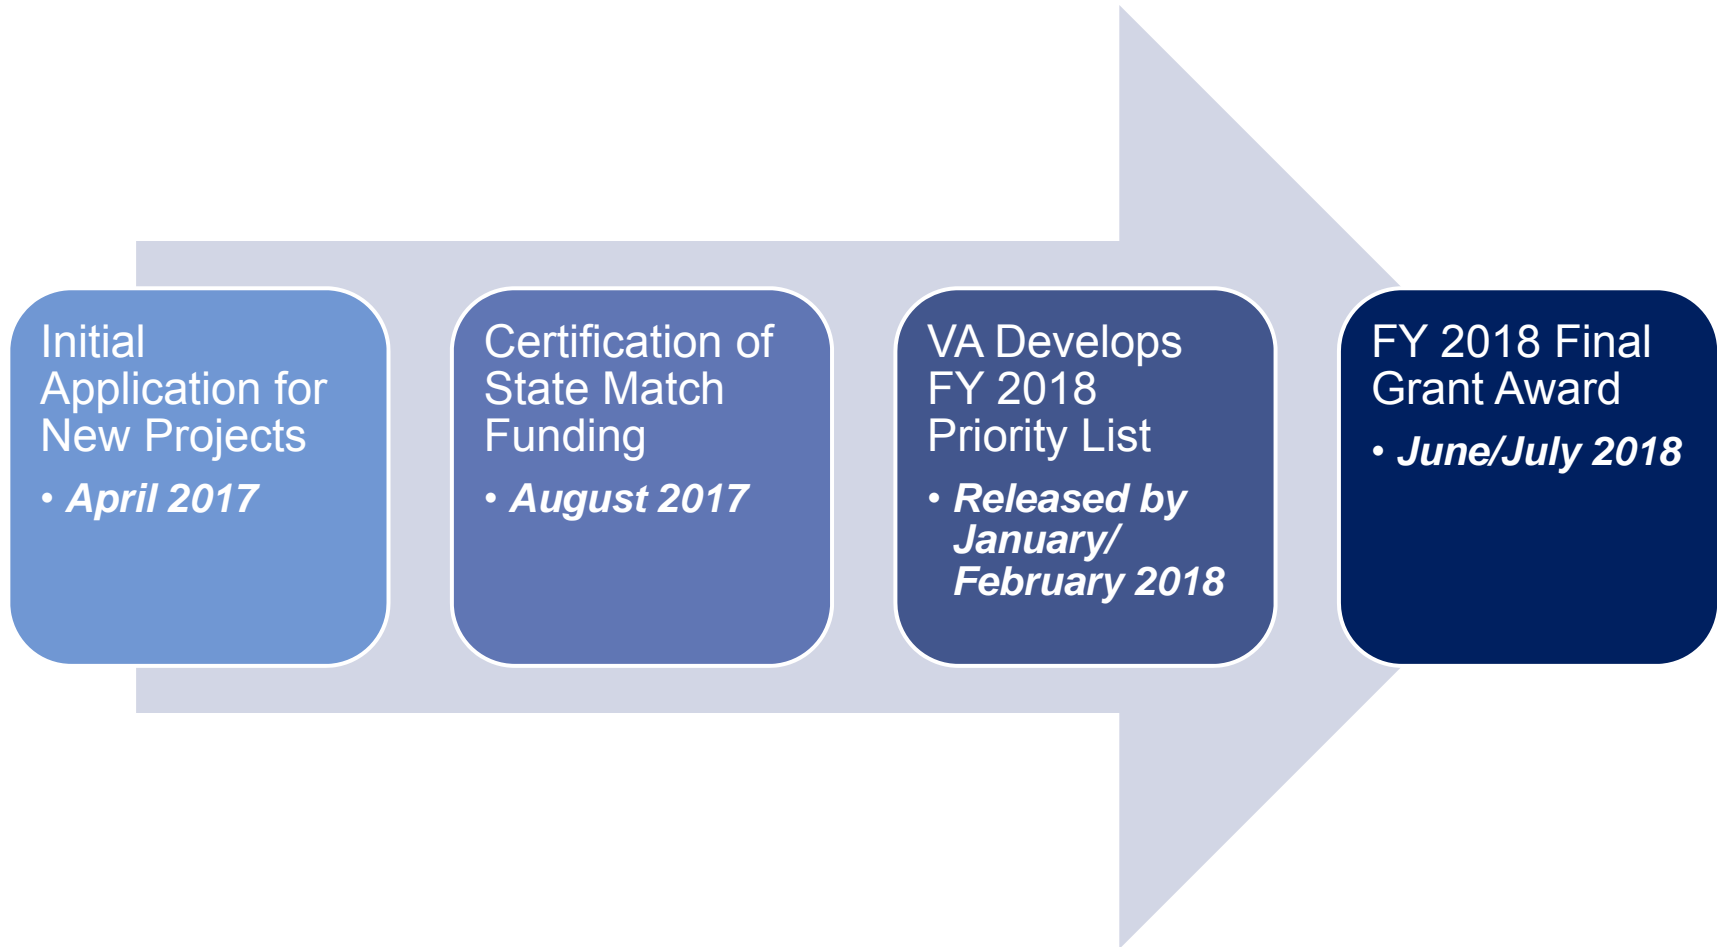 Initial
Application for
New Projects
• April 2017
Certification of
State Match
Funding
• August 2017
VA Develops
FY 2018
Priority List
• Released by
January/
February 2018
FY 2018 Final
Grant Award
• June/July 2018